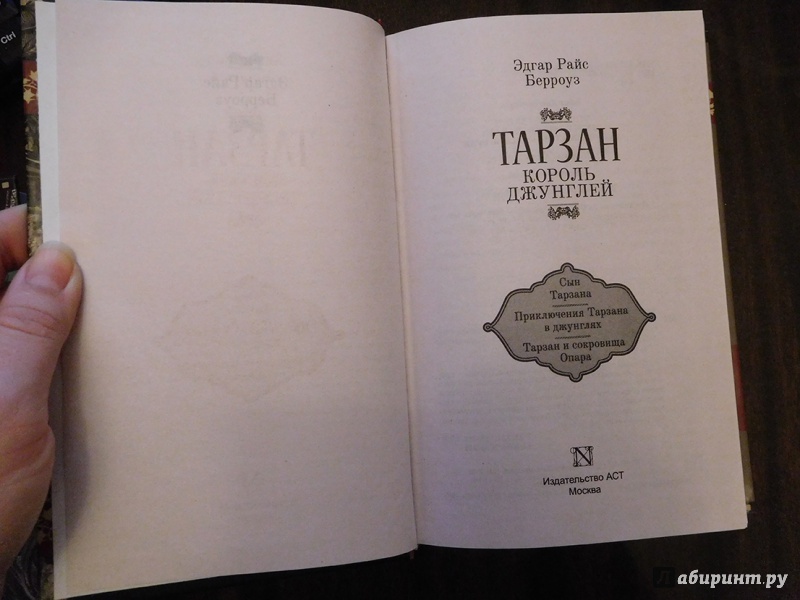 Ctrl
Эдгар Райс
Берроуз
ТАРЗАН
КОРОЛЬ
ДЖУНГЛЕЙ
Сын
Тарзана
Приключения Тарзана
в джунглях
Тарзан и сокровища
Опара
N
Издательство АСТ
Москва
абиринт.ру